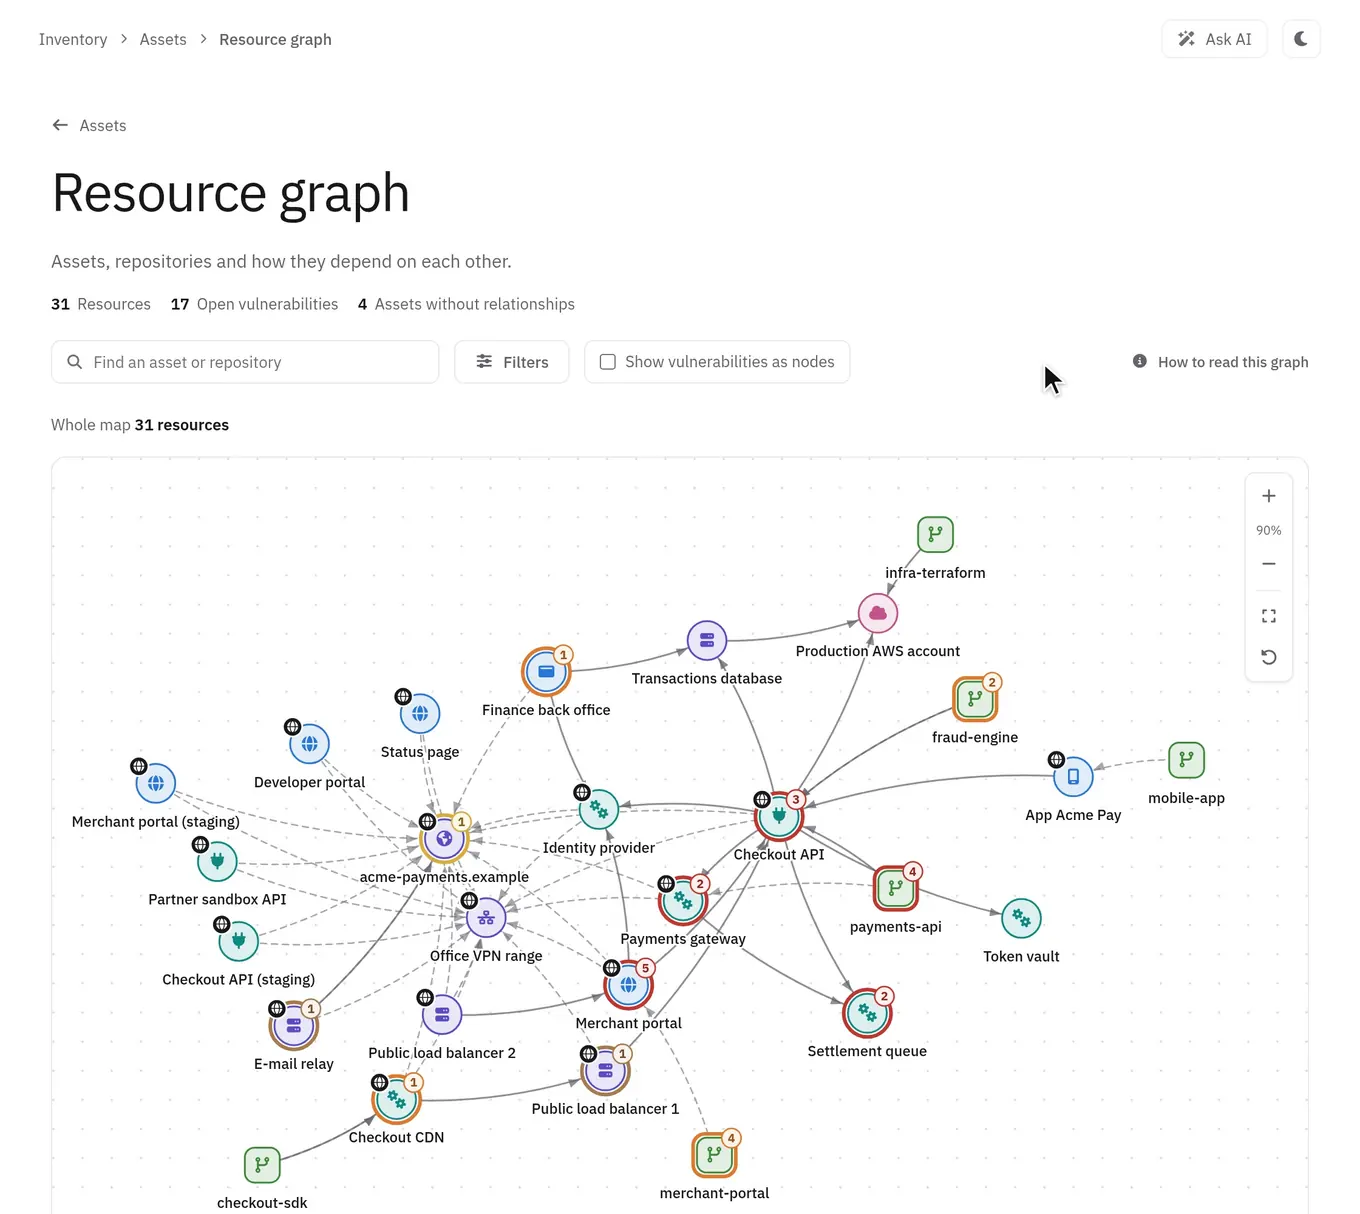 Inventory > Assets > Resource graph
Ask AI
Assets
Resource graph
Assets, repositories and how they depend on each other.
31 Resources 17 Open vulnerabilities 4 Assets without relationships
Find an asset or repository
Filters
Show vulnerabilities as nodes
How to read this graph
Whole map 31 resources
90%
infra-terraform
Production AWS account
Transactions database
1
Finance back office
2
fraud-engine
Status page
Developer portal
mobile-app
App Acme Pay
Merchant portal (staging)
1
acme-payments.example
Identity provider
3
Checkout API
Partner sandbox API
2
Payments gateway
4
payments-api
Office VPN range
Token vault
Checkout API (staging)
5
Merchant portal
2
Settlement queue
1
E-mail relay
Public load balancer 2
1
Public load balancer 1
1
Checkout CDN
4
merchant-portal
checkout-sdk